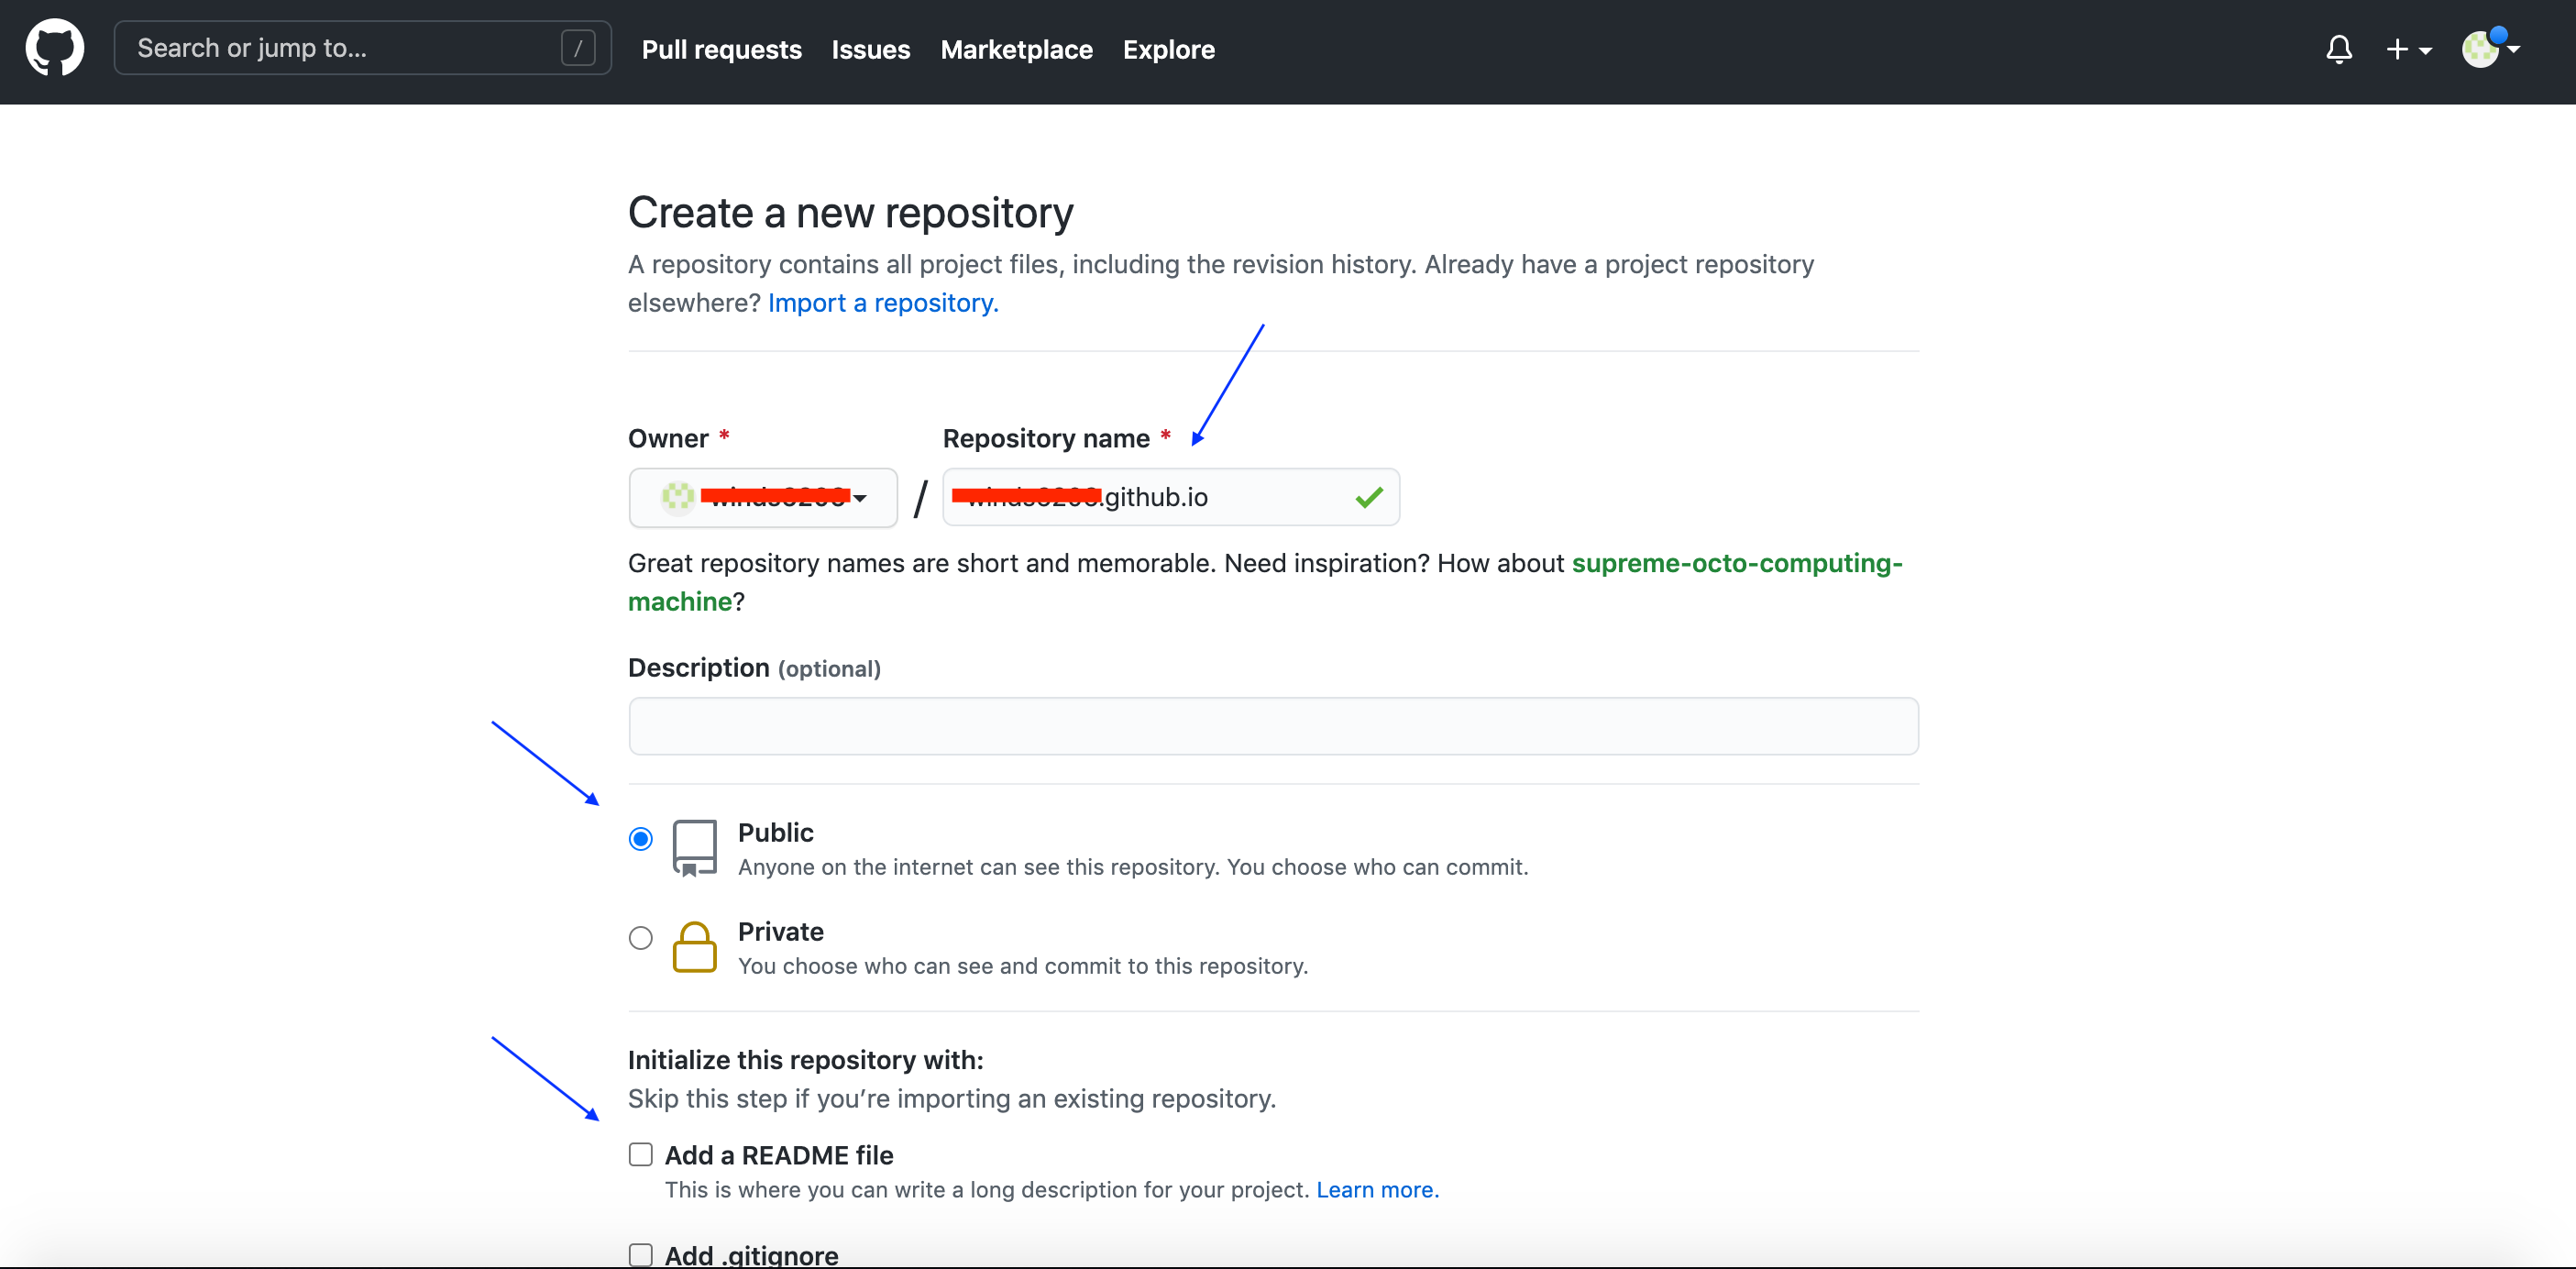 Search or jump to... /
Pull requests Issues Marketplace Explore
Create a new repository
A repository contains all project files, including the revision history. Already have a project repository
elsewhere? Import a repository.
Owner * Repository name *
/ .github.io
Great repository names are short and memorable. Need inspiration? How about supreme-octo-computing-
machine?
Description (optional)
Public
Anyone on the internet can see this repository. You choose who can commit.
Private
You choose who can see and commit to this repository.
Initialize this repository with:
Skip this step if you’re importing an existing repository.
Add a README file
This is where you can write a long description for your project. Learn more.
Add .gitignore